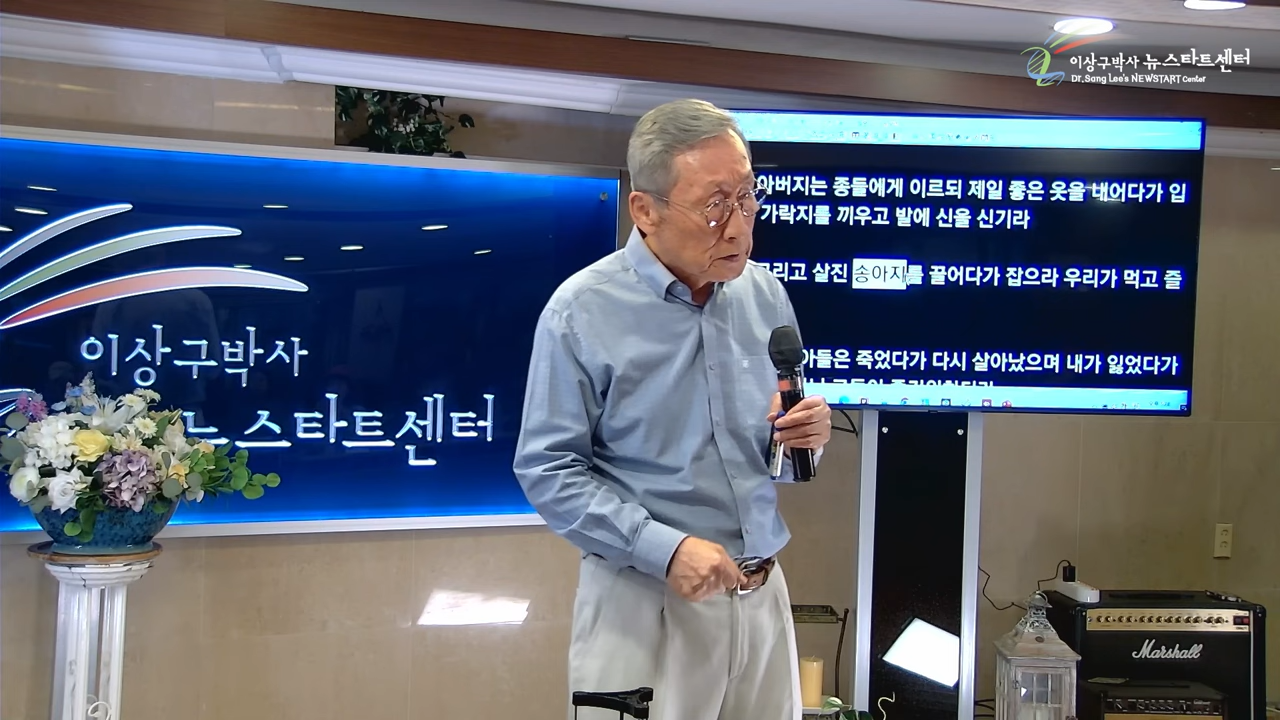 이상구박사 뉴스타트센터
Dr. Sang Lee's NEWSTART Center
아버지는 종들에게 이르되 제일 좋은 옷을 내어다가 입
가락지를 끼우고 발에 신을 신기라
그리고 살진 송아지를 끌어다가 잡으라 우리가 먹고 즐
아들은 죽었다가 다시 살아났으며 내가 잃었다가
이상구박사
뉴스타트센터
Marshall